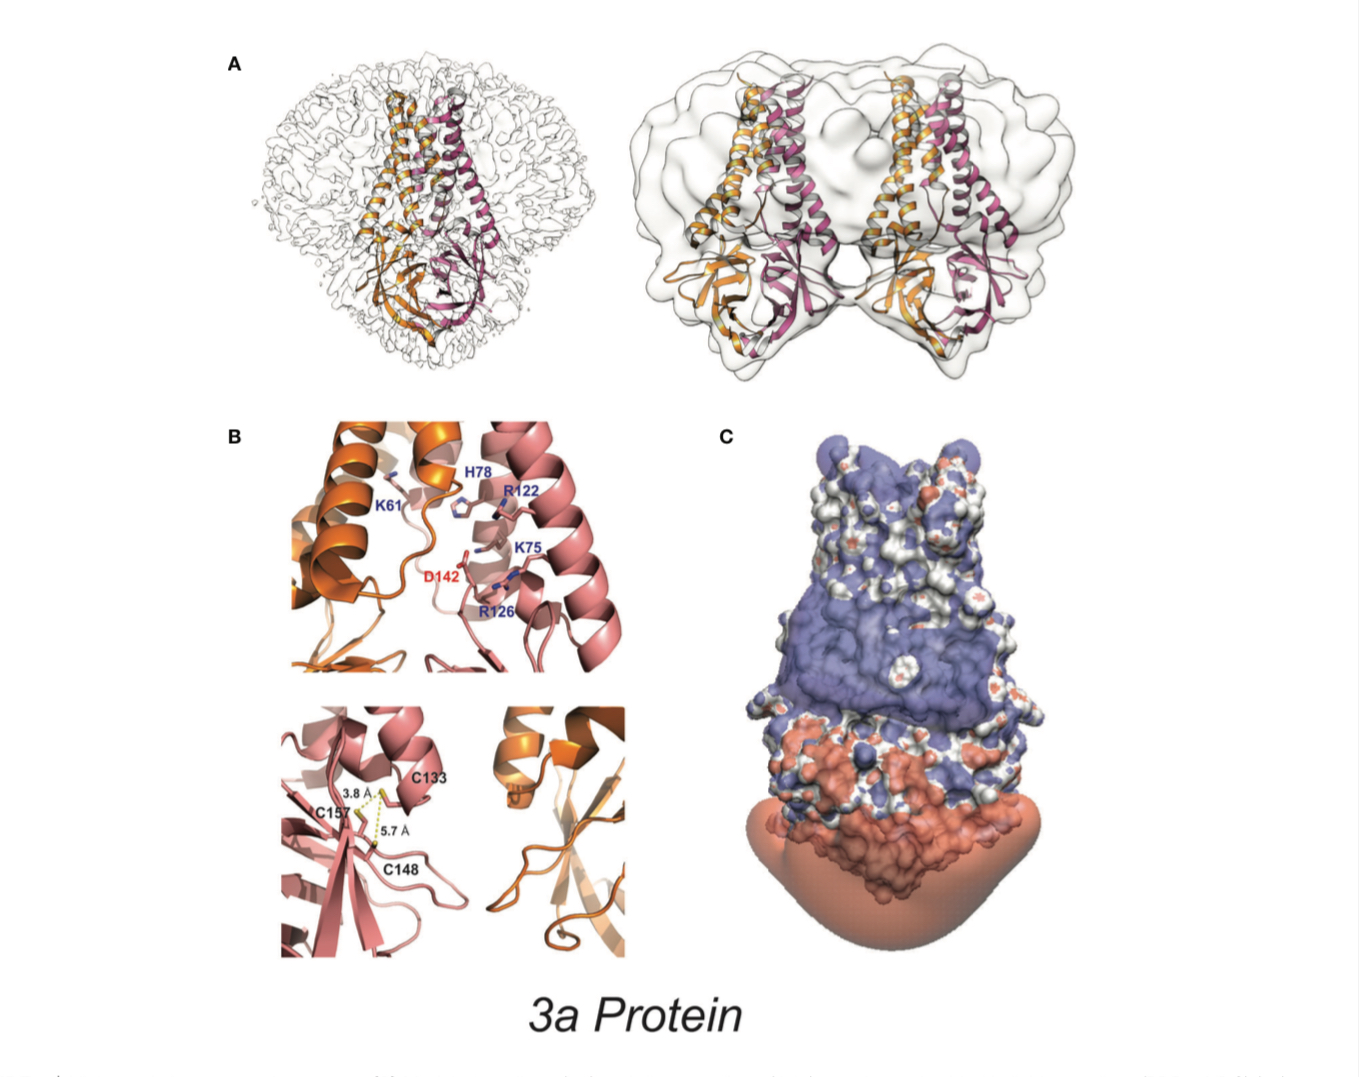 A
B
H78
K61
R122
K75
D142
R126
C133
3.8 Å
C157
5.7 Å
C148
C
3a Protein